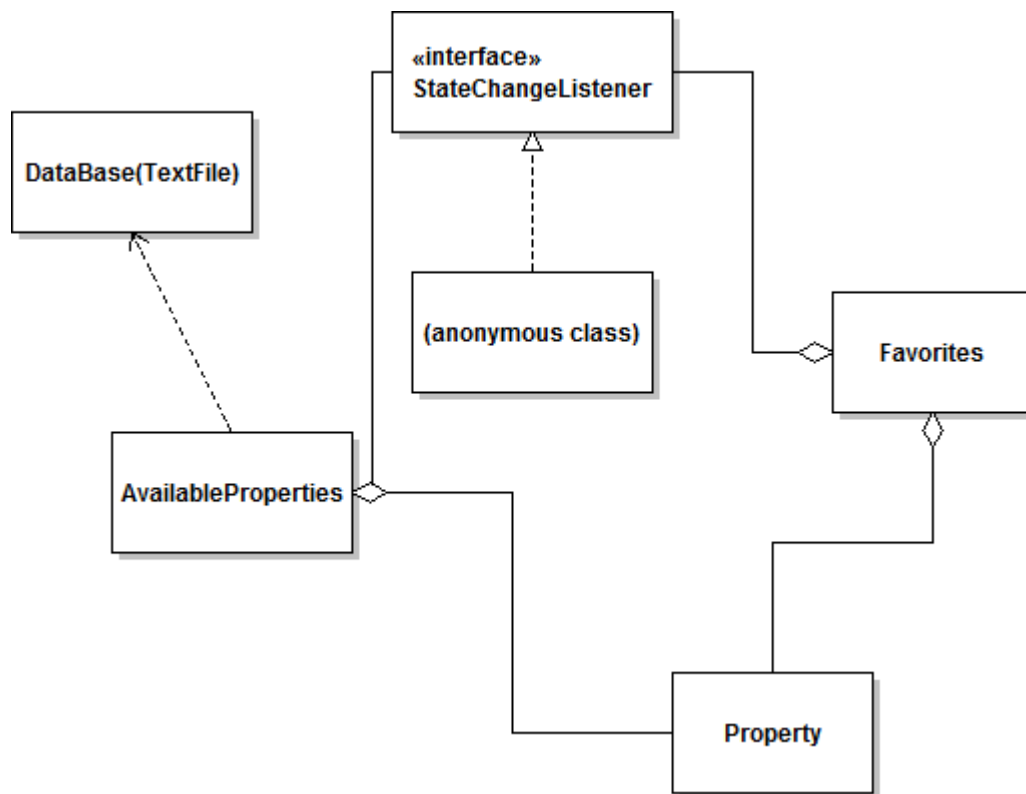 «interface»
StateChangeListener
DataBase(TextFile)
(anonymous class)
Favorites
AvailableProperties
Property